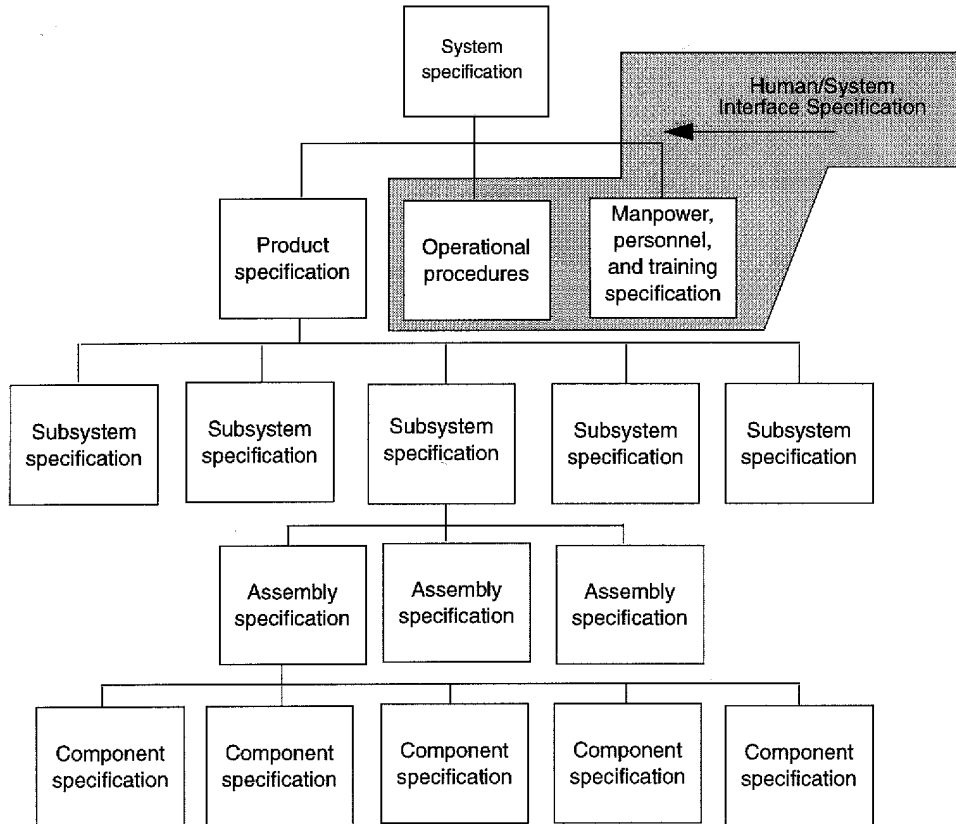 System
specification
Human/System
Interface Specification
Product
specification
Operational
procedures
Manpower,
personnel,
and training
specification
Subsystem
specification
Subsystem
specification
Subsystem
specification
Subsystem
specification
Subsystem
specification
Assembly
specification
Assembly
specification
Assembly
specification
Component
specification
Component
specification
Component
specification
Component
specification
Component
specification